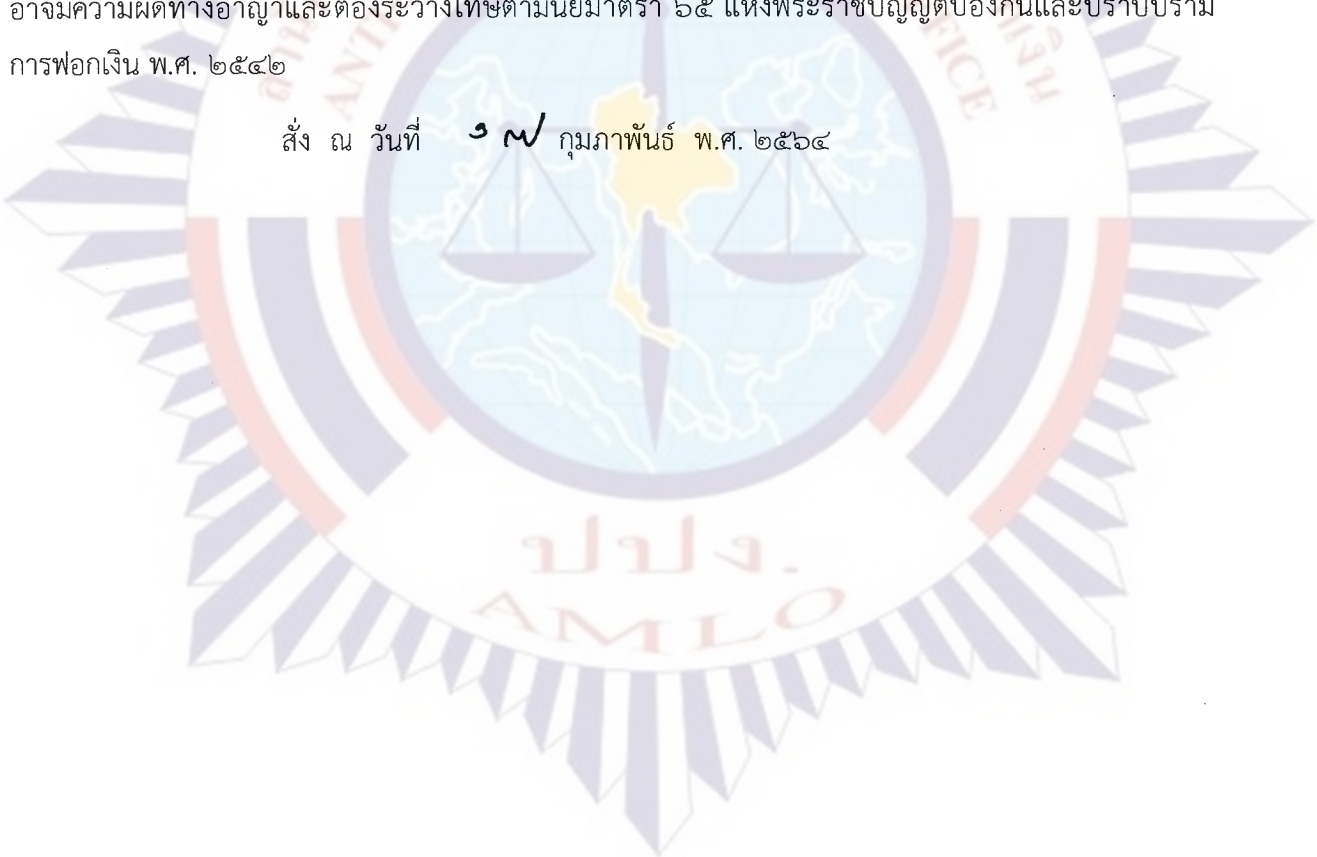 อาจมีความผิดทางอาญาและต้องระวางโทษตามนัยมาตรา ๖๕ แห่งพระราชบัญญัติป้องกันและปราบปราม
การฟอกเงิน พ.ศ. ๒๕๔๒
สั่ง ณ วันที่ ๑๗ กุมภาพันธ์ พ.ศ. ๒๕๖๔
ปปง.
AMLO